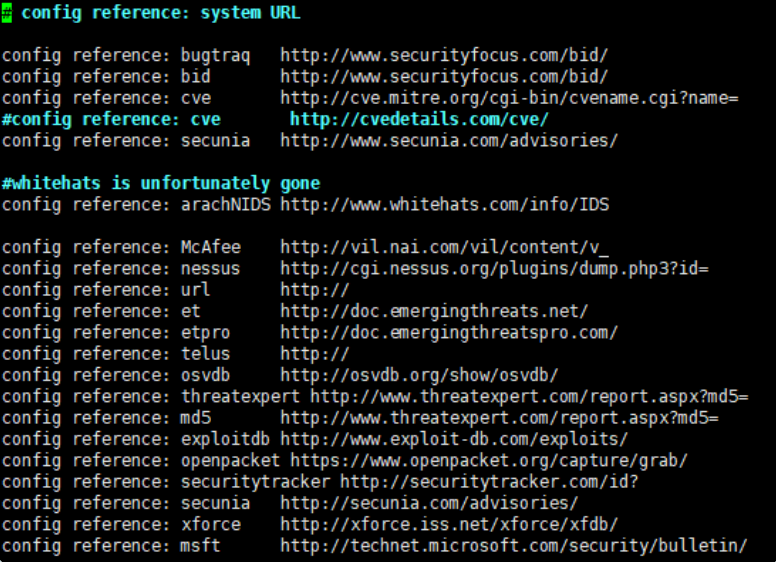 # config reference: system URL
config reference: bugtraq   http://www.securityfocus.com/bid/
config reference: bid       http://www.securityfocus.com/bid/
config reference: cve       http://cve.mitre.org/cgi-bin/cvename.cgi?name=
#config reference: cve       http://cvedetails.com/cve/
config reference: secunia   http://www.secunia.com/advisories/
#whitehats is unfortunately gone
config reference: arachNIDS http://www.whitehats.com/info/IDS
config reference: McAfee    http://vil.nai.com/vil/content/v_
config reference: nessus    http://cgi.nessus.org/plugins/dump.php3?id=
config reference: url       http://
config reference: et        http://doc.emergingthreats.net/
config reference: etpro     http://doc.emergingthreatspro.com/
config reference: telus     http://
config reference: osvdb     http://osvdb.org/show/osvdb/
config reference: threatexpert http://www.threatexpert.com/report.aspx?md5=
config reference: md5       http://www.threatexpert.com/report.aspx?md5=
config reference: exploitdb http://www.exploit-db.com/exploits/
config reference: openpacket https://www.openpacket.org/capture/grab/
config reference: securitytracker http://securitytracker.com/id?
config reference: secunia   http://secunia.com/advisories/
config reference: xforce    http://xforce.iss.net/xforce/xfdb/
config reference: msft      http://technet.microsoft.com/security/bulletin/